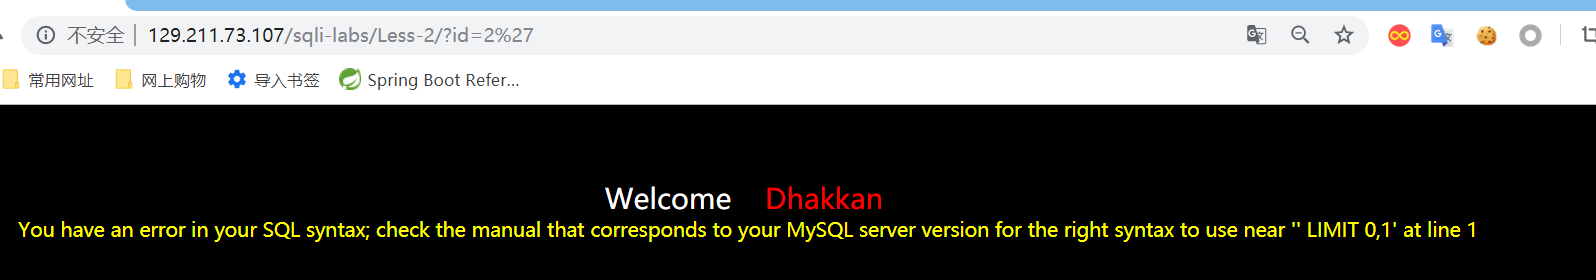 不安全 | 129.211.73.107/sqli-labs/Less-2/?id=2%27
常用网址 网上购物 导入书签 Spring Boot Refer...
Welcome Dhakkan
You have an error in your SQL syntax; check the manual that corresponds to your MySQL server version for the right syntax to use near '' LIMIT 0,1' at line 1